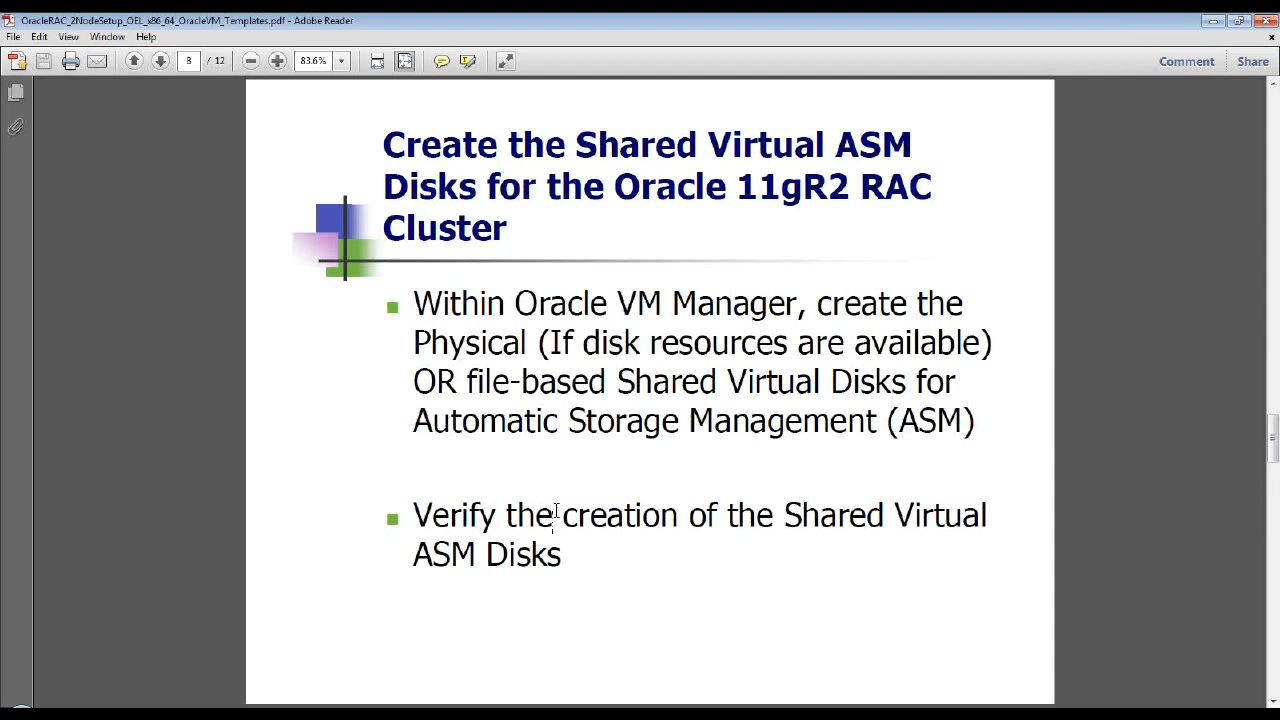 OracleRAC_2NodeSetup_OEL_x86_64_OracleVM_Templates.pdf - Adobe Reader
File Edit View Window Help
8 / 12 83.6% Comment Share
Create the Shared Virtual ASM
Disks for the Oracle 11gR2 RAC
Cluster
Within Oracle VM Manager, create the
Physical (If disk resources are available)
OR file-based Shared Virtual Disks for
Automatic Storage Management (ASM)
Verify the creation of the Shared Virtual
ASM Disks